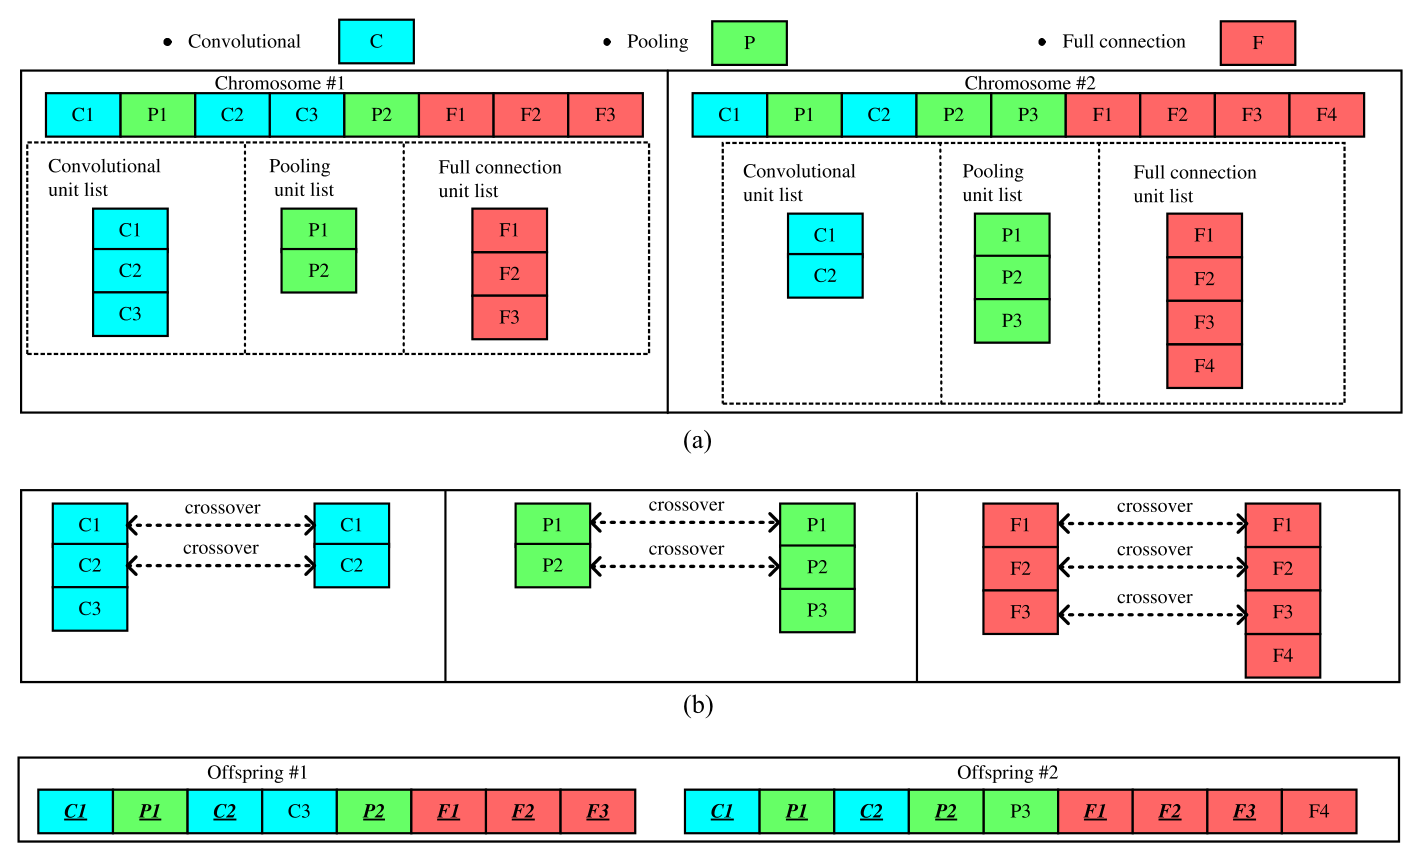 • Convolutional C • Pooling P • Full connection F
Chromosome #1 Chromosome #2
C1 P1 C2 C3 P2 F1 F2 F3 C1 P1 C2 P2 P3 F1 F2 F3 F4
Convolutional
unit list
C1
C2
C3
Pooling
unit list
P1
P2
Full connection
unit list
F1
F2
F3
Convolutional
unit list
C1
C2
Pooling
unit list
P1
P2
P3
Full connection
unit list
F1
F2
F3
F4
(a)
C1 crossover C1
C2 crossover C2
C3
P1 crossover P1
P2 crossover P2
P3
F1 crossover F1
F2 crossover F2
F3 crossover F3
F4
(b)
Offspring #1 Offspring #2
C1 P1 C2 C3 P2 F1 F2 F3 C1 P1 C2 P2 P3 F1 F2 F3 F4